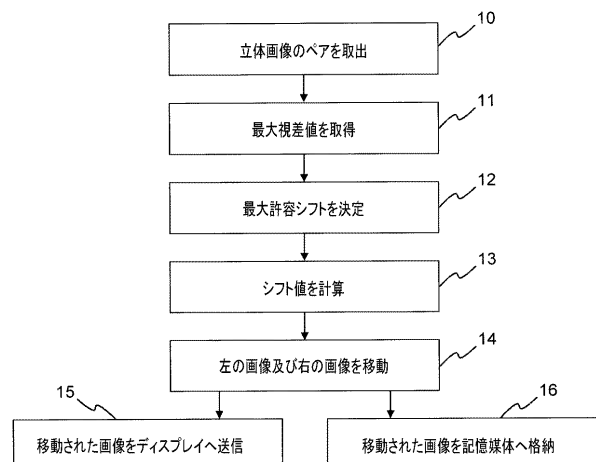 10
立体画像のペアを取出
11
最大視差値を取得
12
最大許容シフトを決定
13
シフト値を計算
14
左の画像及び右の画像を移動
15
移動された画像をディスプレイへ送信
16
移動された画像を記憶媒体へ格納